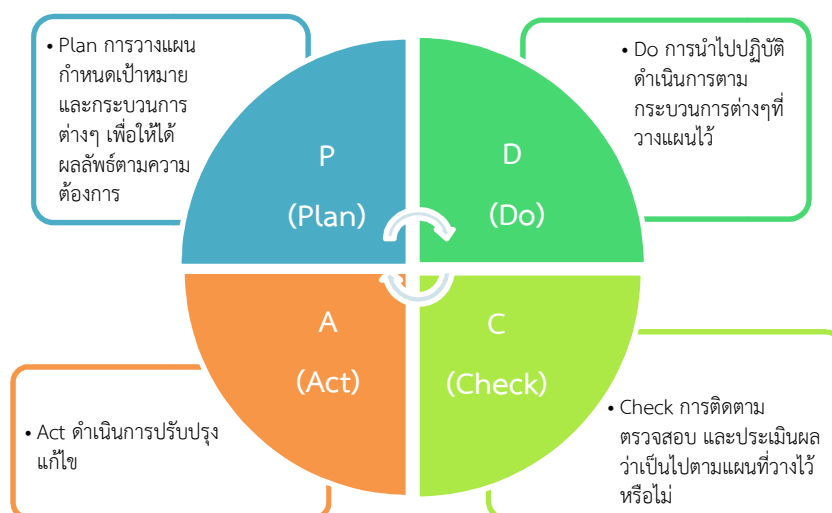 • Plan การวางแผน
กำหนดเป้าหมาย
และกระบวนการ
ต่างๆ เพื่อให้ได้
ผลลัพธ์ตามความ
ต้องการ
P
(Plan)
• Do การนำไปปฏิบัติ
ดำเนินการตาม
กระบวนการต่างๆที่
วางแผนไว้
D
(Do)
A
(Act)
• Act ดำเนินการปรับปรุง
แก้ไข
C
(Check)
• Check การติดตาม
ตรวจสอบ และประเมินผล
ว่าเป็นไปตามแผนที่วางไว้
หรือไม่